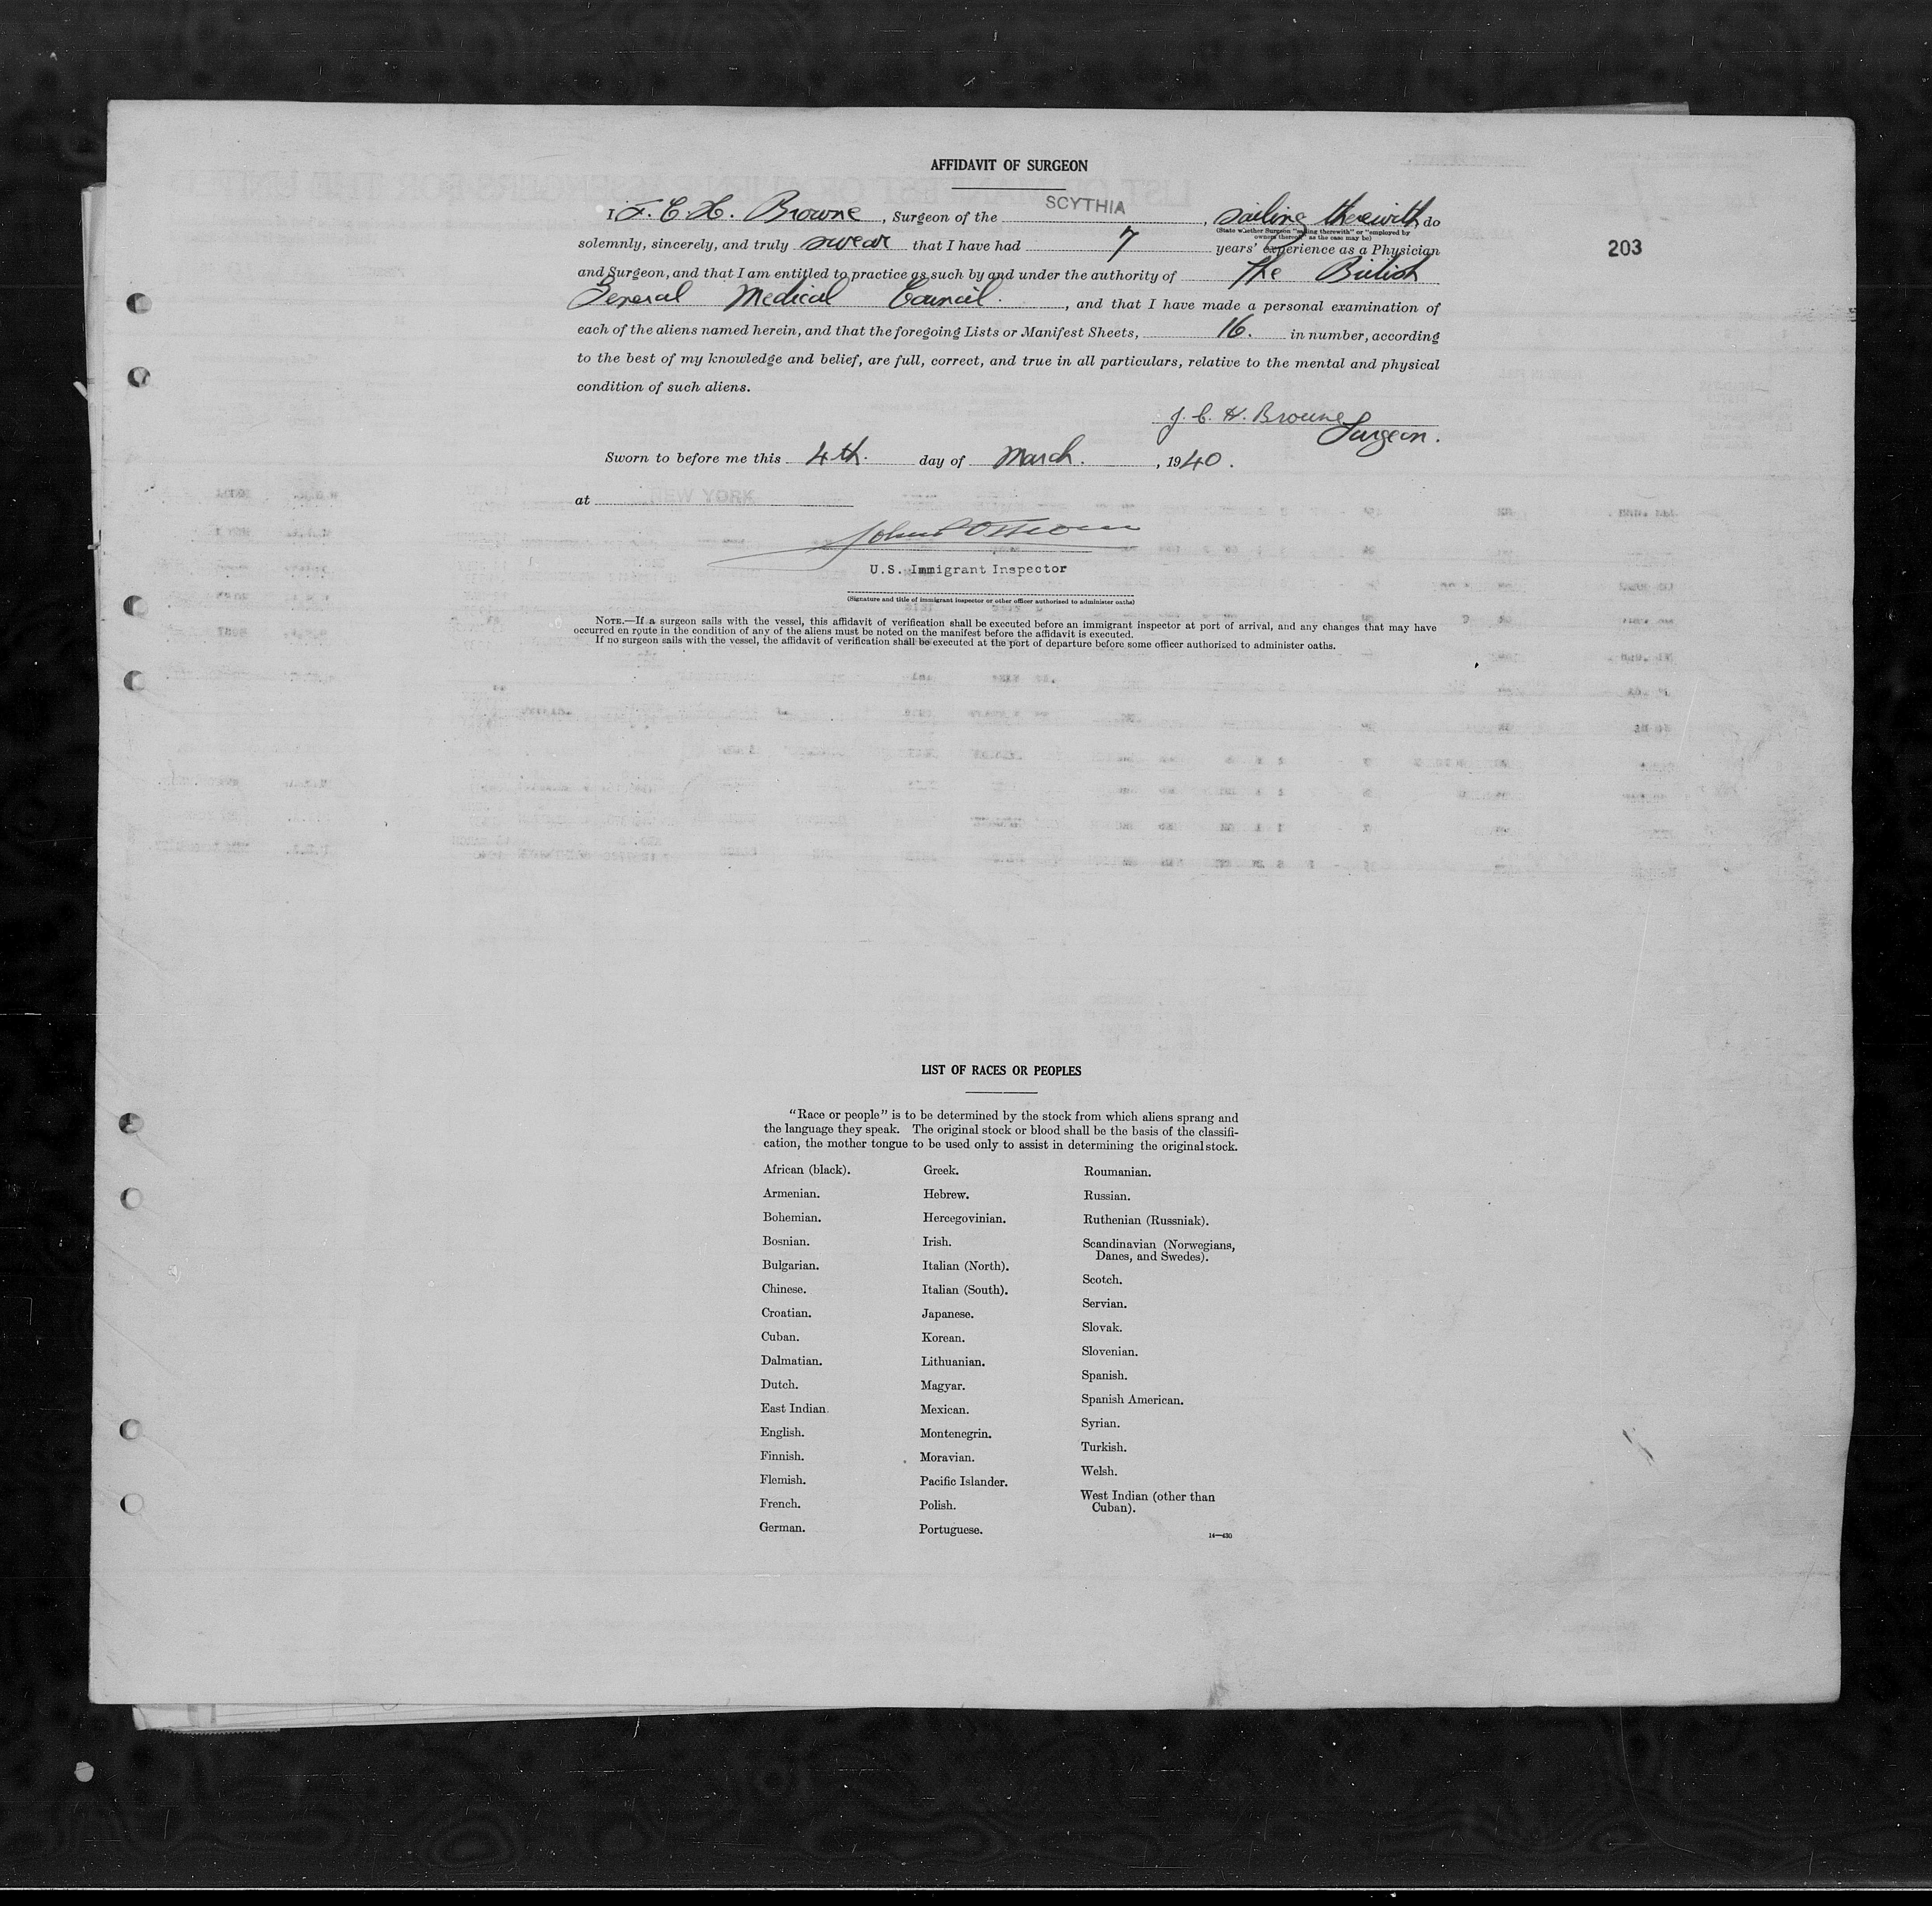 AFFIDAVIT OF SURGEON
I J. C. H. Browne, Surgeon of the SCYTHIA, sailing therewith, do
(State whether Surgeon "sailing therewith" or "employed by
owners thereof" as the case may be)
solemnly, sincerely, and truly swear that I have had 7 years' experience as a Physician
203
and Surgeon, and that I am entitled to practice as such by and under the authority of The British
General Medical Council., and that I have made a personal examination of
each of the aliens named herein, and that the foregoing Lists or Manifest Sheets, 16. in number, according
to the best of my knowledge and belief, are full, correct, and true in all particulars, relative to the mental and physical
condition of such aliens.
J. C. H. Browne
Surgeon.
Sworn to before me this 4th. day of March., 1940.
at NEW YORK
U.S. Immigrant Inspector
(Signature and title of immigrant inspector or other officer authorized to administer oaths)
NOTE.—If a surgeon sails with the vessel, this affidavit of verification shall be executed before an immigrant inspector at port of arrival, and any changes that may have
occurred en route in the condition of any of the aliens must be noted on the manifest before the affidavit is executed.
If no surgeon sails with the vessel, the affidavit of verification shall be executed at the port of departure before some officer authorized to administer oaths.
LIST OF RACES OR PEOPLES
"Race or people" is to be determined by the stock from which aliens sprang and
the language they speak. The original stock or blood shall be the basis of the classifi-
cation, the mother tongue to be used only to assist in determining the original stock.
African (black).
Armenian.
Bohemian.
Bosnian.
Bulgarian.
Chinese.
Croatian.
Cuban.
Dalmatian.
Dutch.
East Indian.
English.
Finnish.
Flemish.
French.
German.
Greek.
Hebrew.
Hercegovinian.
Irish.
Italian (North).
Italian (South).
Japanese.
Korean.
Lithuanian.
Magyar.
Mexican.
Montenegrin.
Moravian.
Pacific Islander.
Polish.
Portuguese.
Roumanian.
Russian.
Ruthenian (Russniak).
Scandinavian (Norwegians,
Danes, and Swedes).
Scotch.
Servian.
Slovak.
Slovenian.
Spanish.
Spanish American.
Syrian.
Turkish.
Welsh.
West Indian (other than
Cuban).
14—430